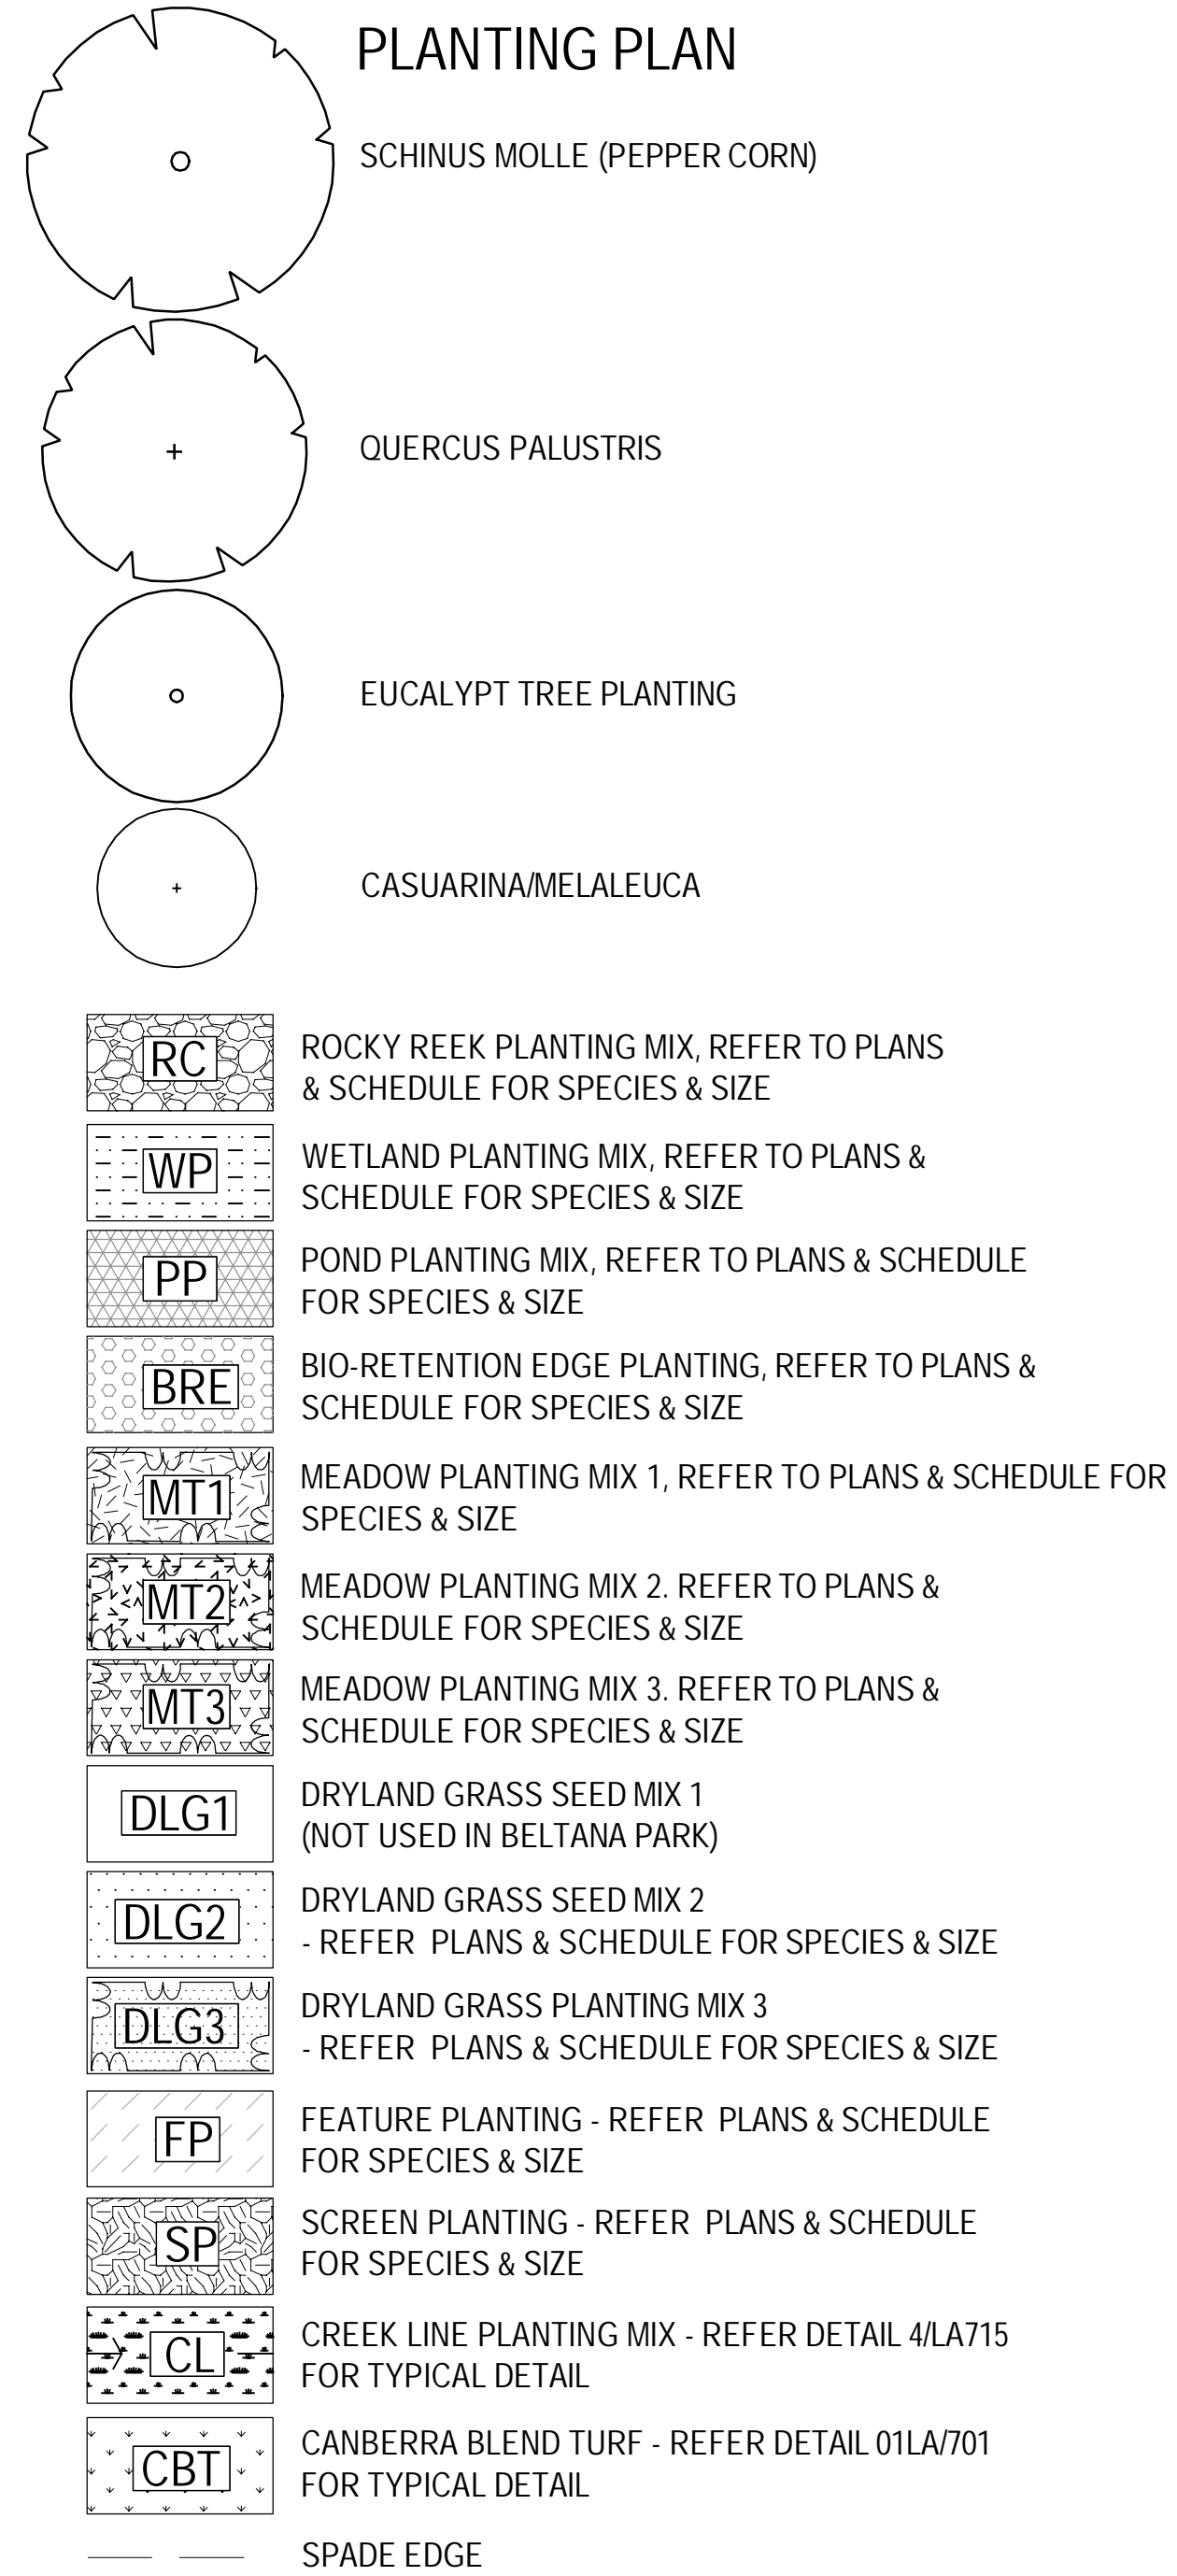 PLANTING PLAN
SCHINUS MOLLE (PEPPER CORN)
QUERCUS PALUSTRIS
EUCALYPT TREE PLANTING
CASUARINA/MELALEUCA
RC
ROCKY REEK PLANTING MIX, REFER TO PLANS
& SCHEDULE FOR SPECIES & SIZE
WP
WETLAND PLANTING MIX, REFER TO PLANS &
SCHEDULE FOR SPECIES & SIZE
PP
POND PLANTING MIX, REFER TO PLANS & SCHEDULE
FOR SPECIES & SIZE
BRE
BIO-RETENTION EDGE PLANTING, REFER TO PLANS &
SCHEDULE FOR SPECIES & SIZE
MT1
MEADOW PLANTING MIX 1, REFER TO PLANS & SCHEDULE FOR
SPECIES & SIZE
MT2
MEADOW PLANTING MIX 2. REFER TO PLANS &
SCHEDULE FOR SPECIES & SIZE
MT3
MEADOW PLANTING MIX 3. REFER TO PLANS &
SCHEDULE FOR SPECIES & SIZE
DLG1
DRYLAND GRASS SEED MIX 1
(NOT USED IN BELTANA PARK)
DLG2
DRYLAND GRASS SEED MIX 2
- REFER PLANS & SCHEDULE FOR SPECIES & SIZE
DLG3
DRYLAND GRASS PLANTING MIX 3
- REFER PLANS & SCHEDULE FOR SPECIES & SIZE
FP
FEATURE PLANTING - REFER PLANS & SCHEDULE
FOR SPECIES & SIZE
SP
SCREEN PLANTING - REFER PLANS & SCHEDULE
FOR SPECIES & SIZE
CL
CREEK LINE PLANTING MIX - REFER DETAIL 4/LA715
FOR TYPICAL DETAIL
CBT
CANBERRA BLEND TURF - REFER DETAIL 01LA/701
FOR TYPICAL DETAIL
SPADE EDGE